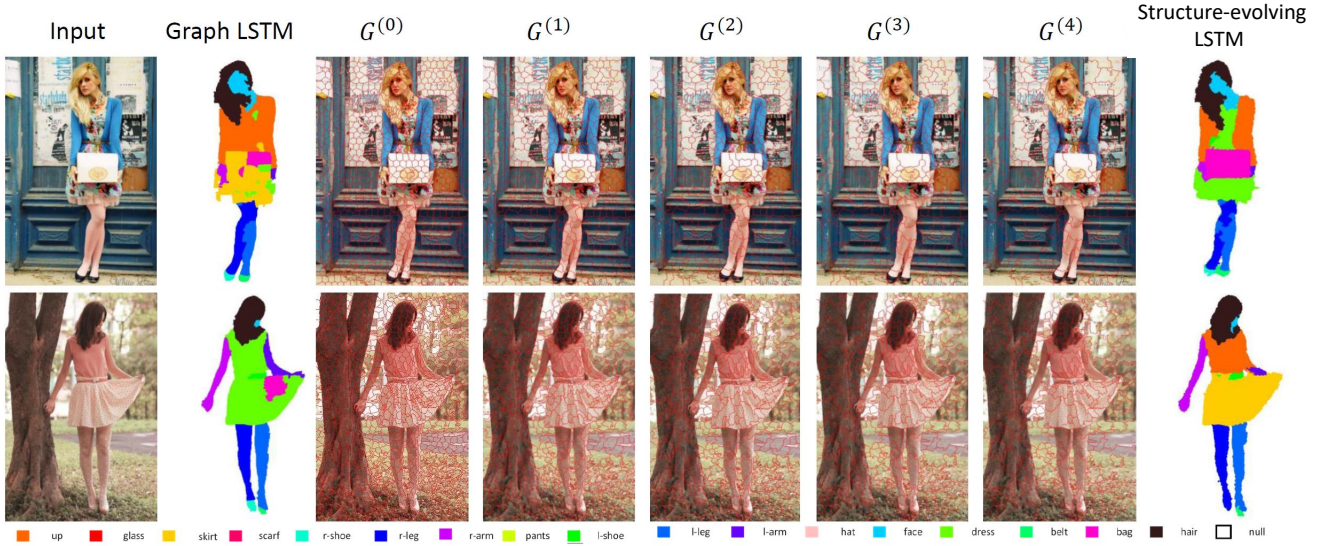 Input Graph LSTM G^(0) G^(1) G^(2) G^(3) G^(4) Structure-evolving
LSTM
up glass skirt scarf r-shoe r-leg r-arm pants l-shoe l-leg l-arm hat face dress belt bag hair null